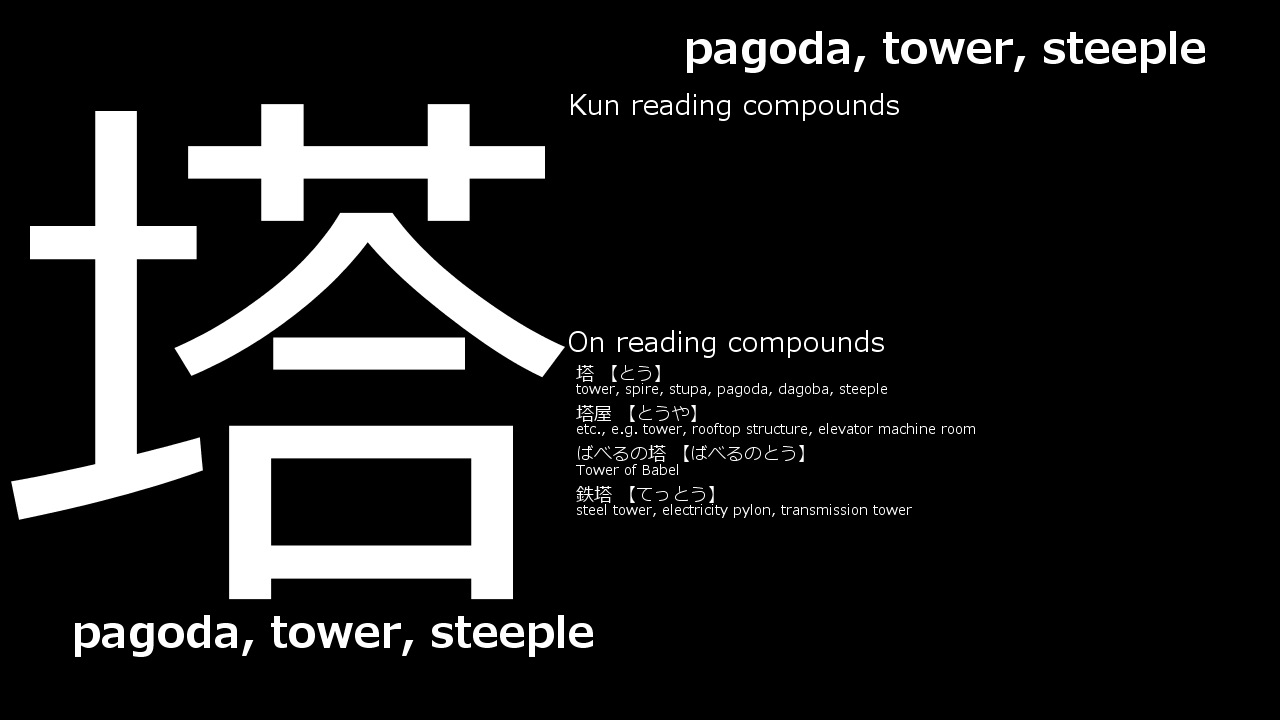 pagoda, tower, steeple
塔
Kun reading compounds
On reading compounds
塔 【とう】
tower, spire, stupa, pagoda, dagoba, steeple
塔屋 【とうや】
etc., e.g. tower, rooftop structure, elevator machine room
ばべるの塔 【ばべるのとう】
Tower of Babel
鉄塔 【てっとう】
steel tower, electricity pylon, transmission tower
pagoda, tower, steeple